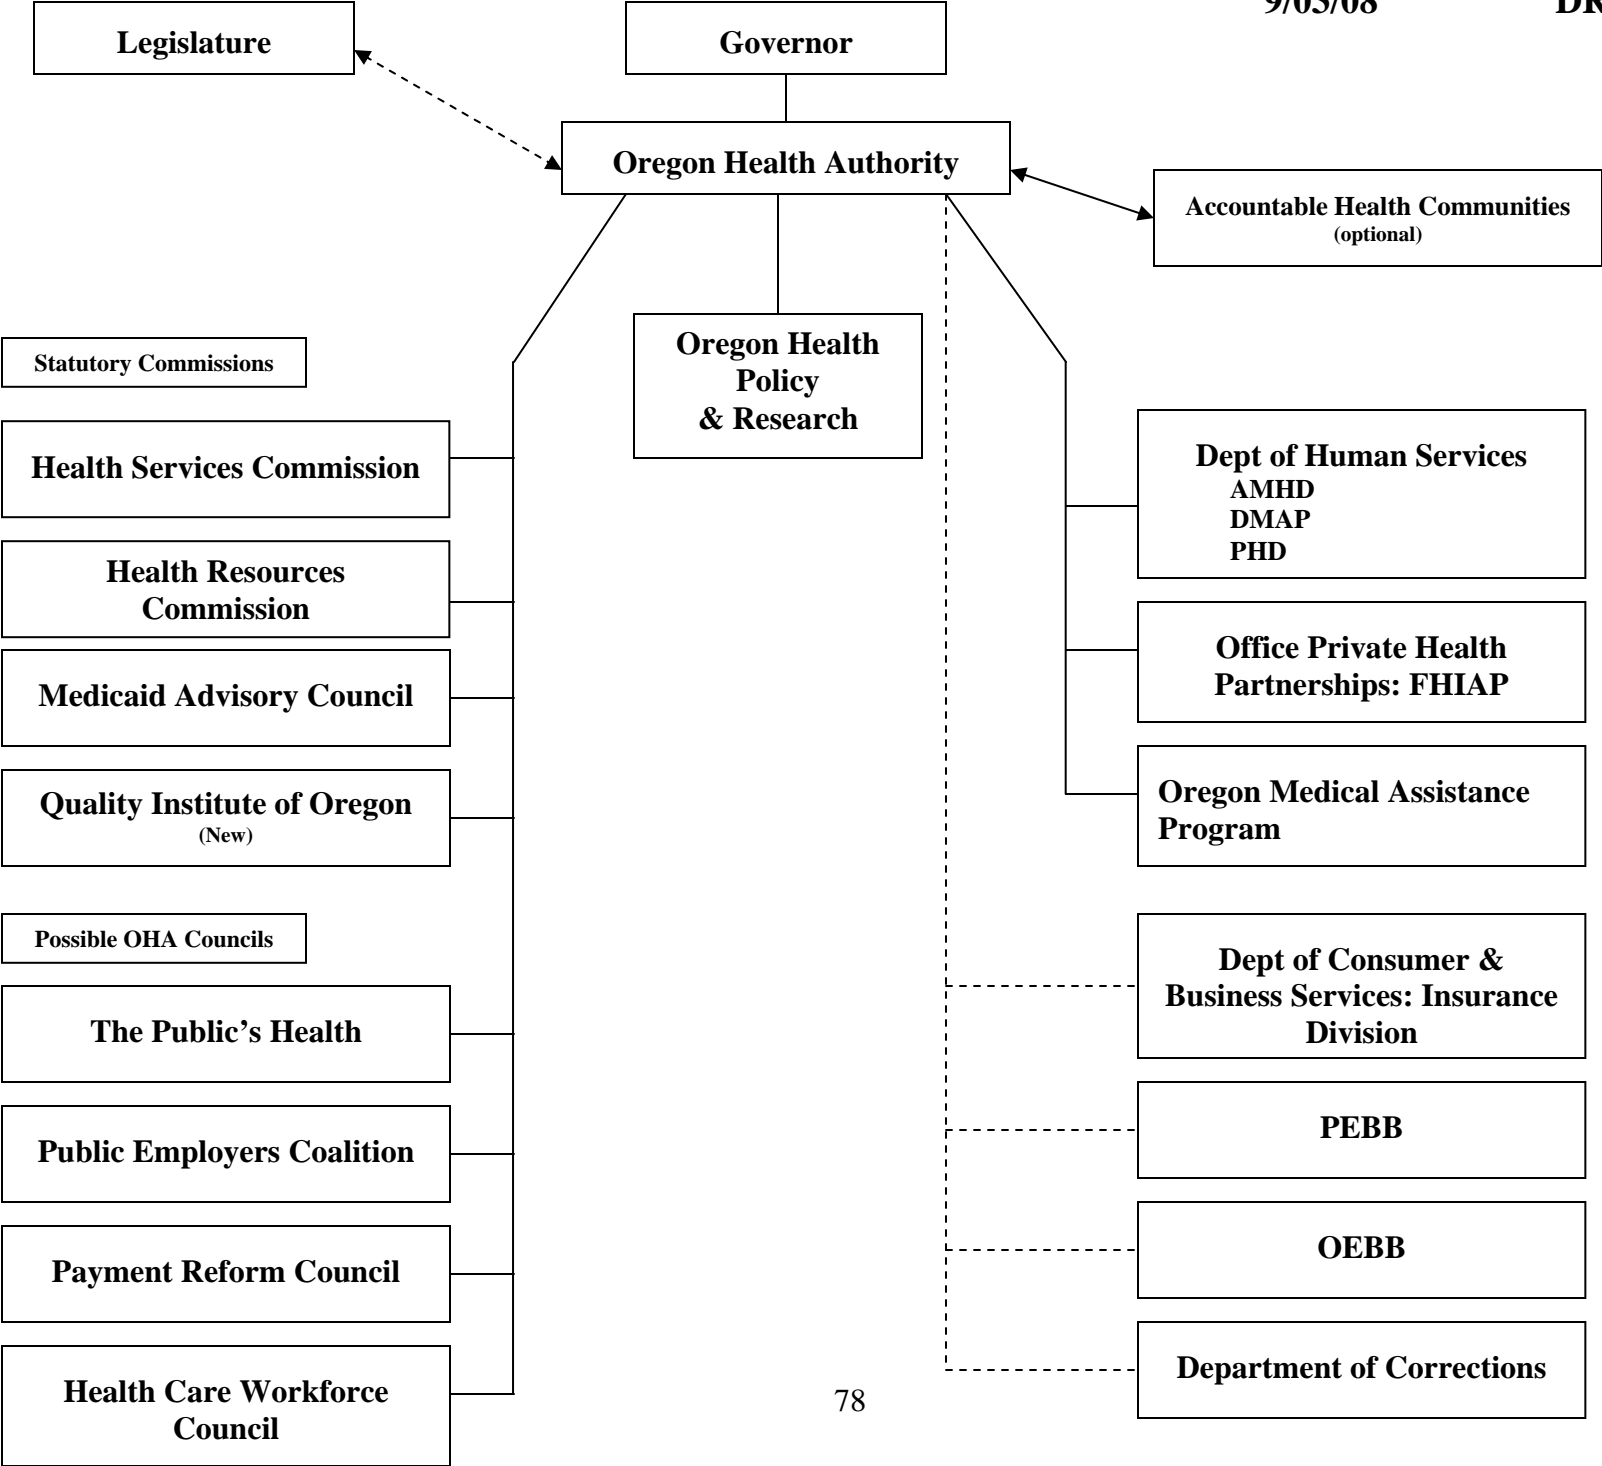 9/05/08
Legislature
Governor
Oregon Health Authority
Accountable Health Communities
(optional)
Oregon Health
Policy
& Research
Statutory Commissions
Health Services Commission
Health Resources
Commission
Medicaid Advisory Council
Quality Institute of Oregon
(New)
Possible OHA Councils
The Public’s Health
Public Employers Coalition
Payment Reform Council
Health Care Workforce
Council
Dept of Human Services
AMHD
DMAP
PHD
Office Private Health
Partnerships: FHIAP
Oregon Medical Assistance
Program
Dept of Consumer &
Business Services: Insurance
Division
PEBB
OEBB
Department of Corrections
78